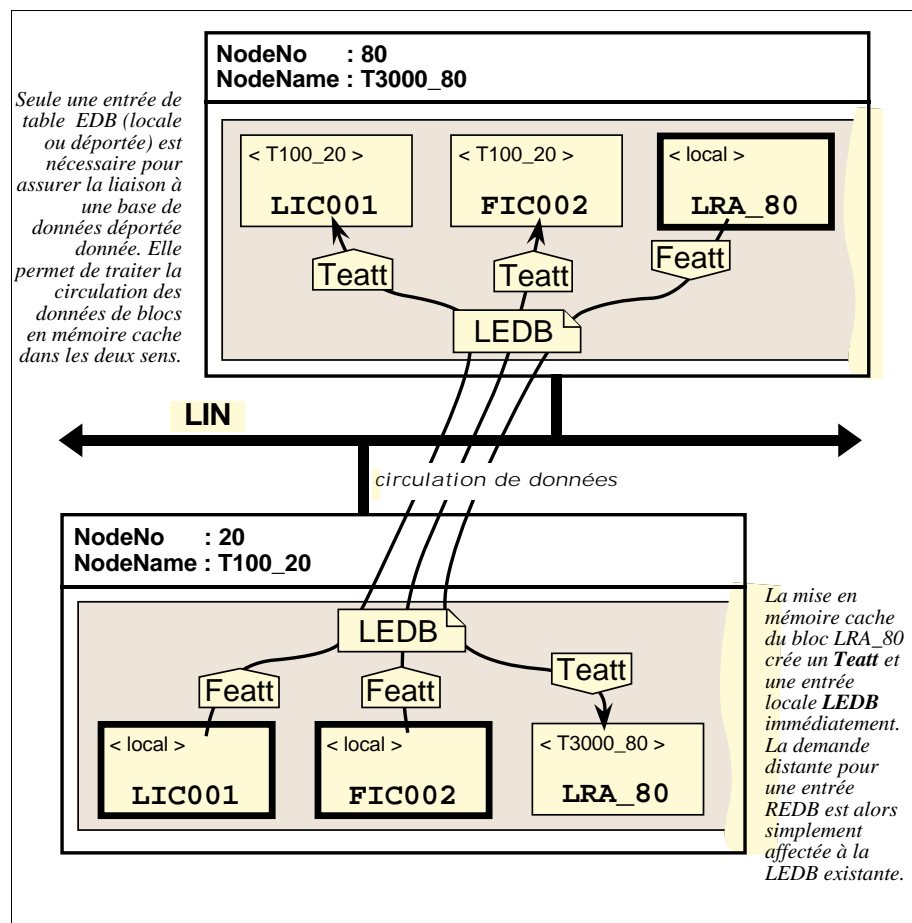 NodeNo : 80
NodeName : T3000_80
Seule une entrée de
table EDB (locale
ou déportée) est
nécessaire pour
assurer la liaison à
une base de
données déportée
donnée. Elle
permet de traiter la
circulation des
données de blocs
en mémoire cache
dans les deux sens.
< T100_20 >
LIC001
< T100_20 >
FIC002
< local >
LRA_80
Teatt
Teatt
Featt
LEDB
LIN
circulation de données
NodeNo : 20
NodeName : T100_20
LEDB
Featt
Featt
Teatt
< local >
LIC001
< local >
FIC002
< T3000_80 >
LRA_80
La mise en
mémoire cache
du bloc LRA_80
crée un Teatt et
une entrée
locale LEDB
immédiatement.
La demande
distante pour
une entrée
REDB est alors
simplement
affectée à la
LEDB existante.